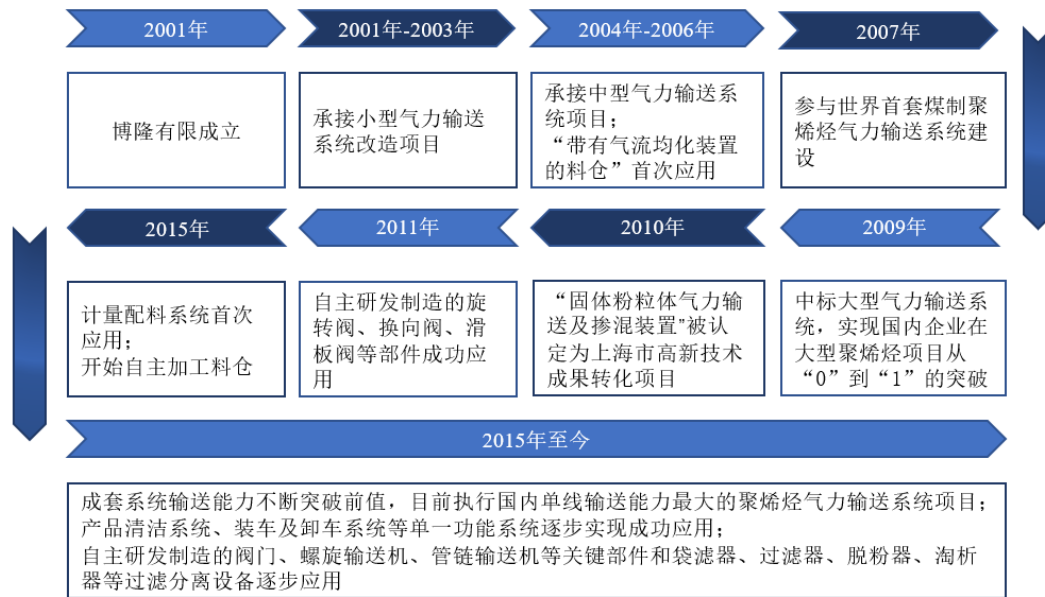 2001年
2001年-2003年
2004年-2006年
2007年
博隆有限成立
承接小型气力输送
系统改造项目
承接中型气力输送系
统项目;
“带有气流均化装置
的料仓”首次应用
参与世界首套煤制聚
烯烃气力输送系统建
设
2009年
2010年
2011年
2015年
中标大型气力输送系
统，实现国内企业在
大型聚烯烃项目从
“0”到“1”的突破
“固体粉粒体气力输
送及掺混装置”被认
定为上海市高新技术
成果转化项目
自主研发制造的旋
转阀、换向阀、滑
板阀等部件成功应
用
计量配料系统首次
应用;
开始自主加工料仓
2015年至今
成套系统输送能力不断突破前值，目前执行国内单线输送能力最大的聚烯烃气力输送系统项目;
产品清洁系统、装车及卸车系统等单一功能系统逐步实现成功应用;
自主研发制造的阀门、螺旋输送机、管链输送机等关键部件和袋滤器、过滤器、脱粉器、淘析
器等过滤分离设备逐步应用